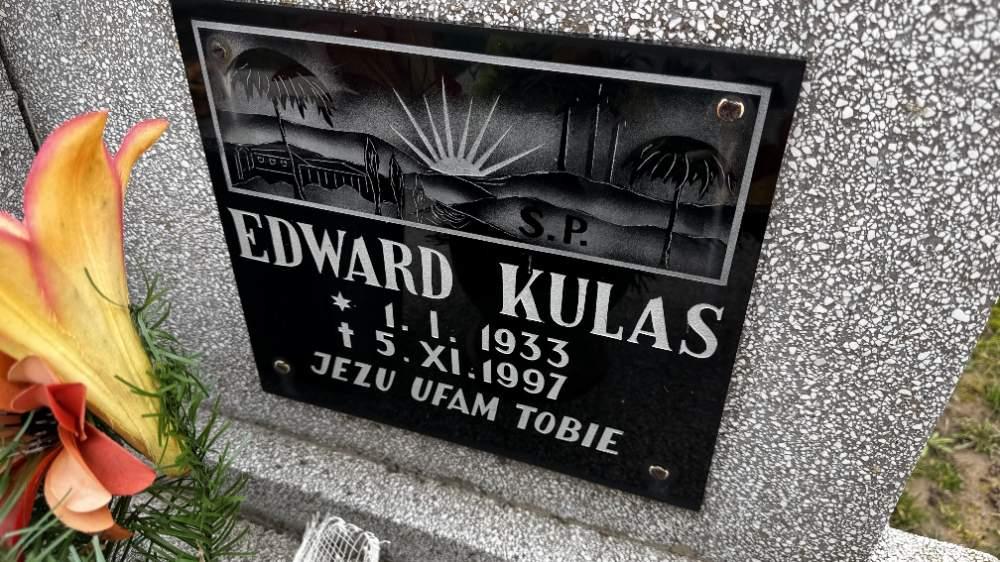 S.P.
EDWARD KULAS
* 1. I. 1933
✝ 5. XI. 1997
JEZU UFAM TOBIE